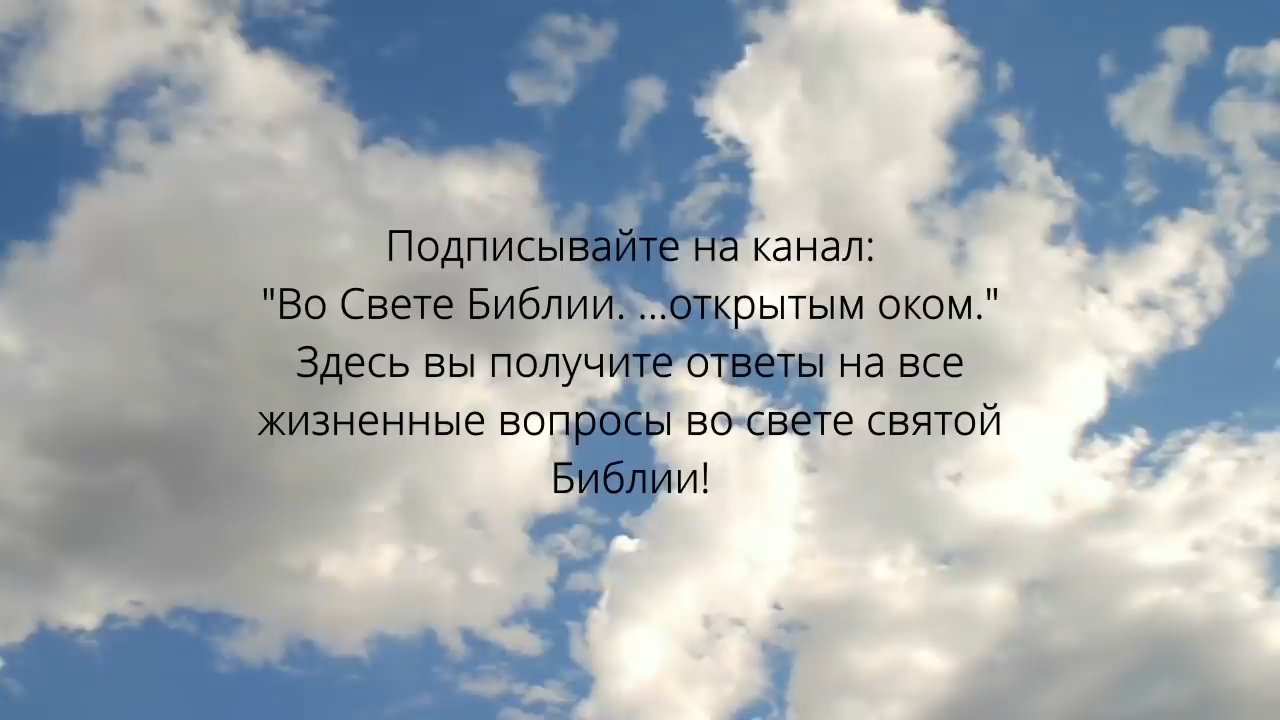 Подписывайте на канал:
"Во Свете Библии. ...открытым оком."
Здесь вы получите ответы на все
жизненные вопросы во свете святой
Библии!